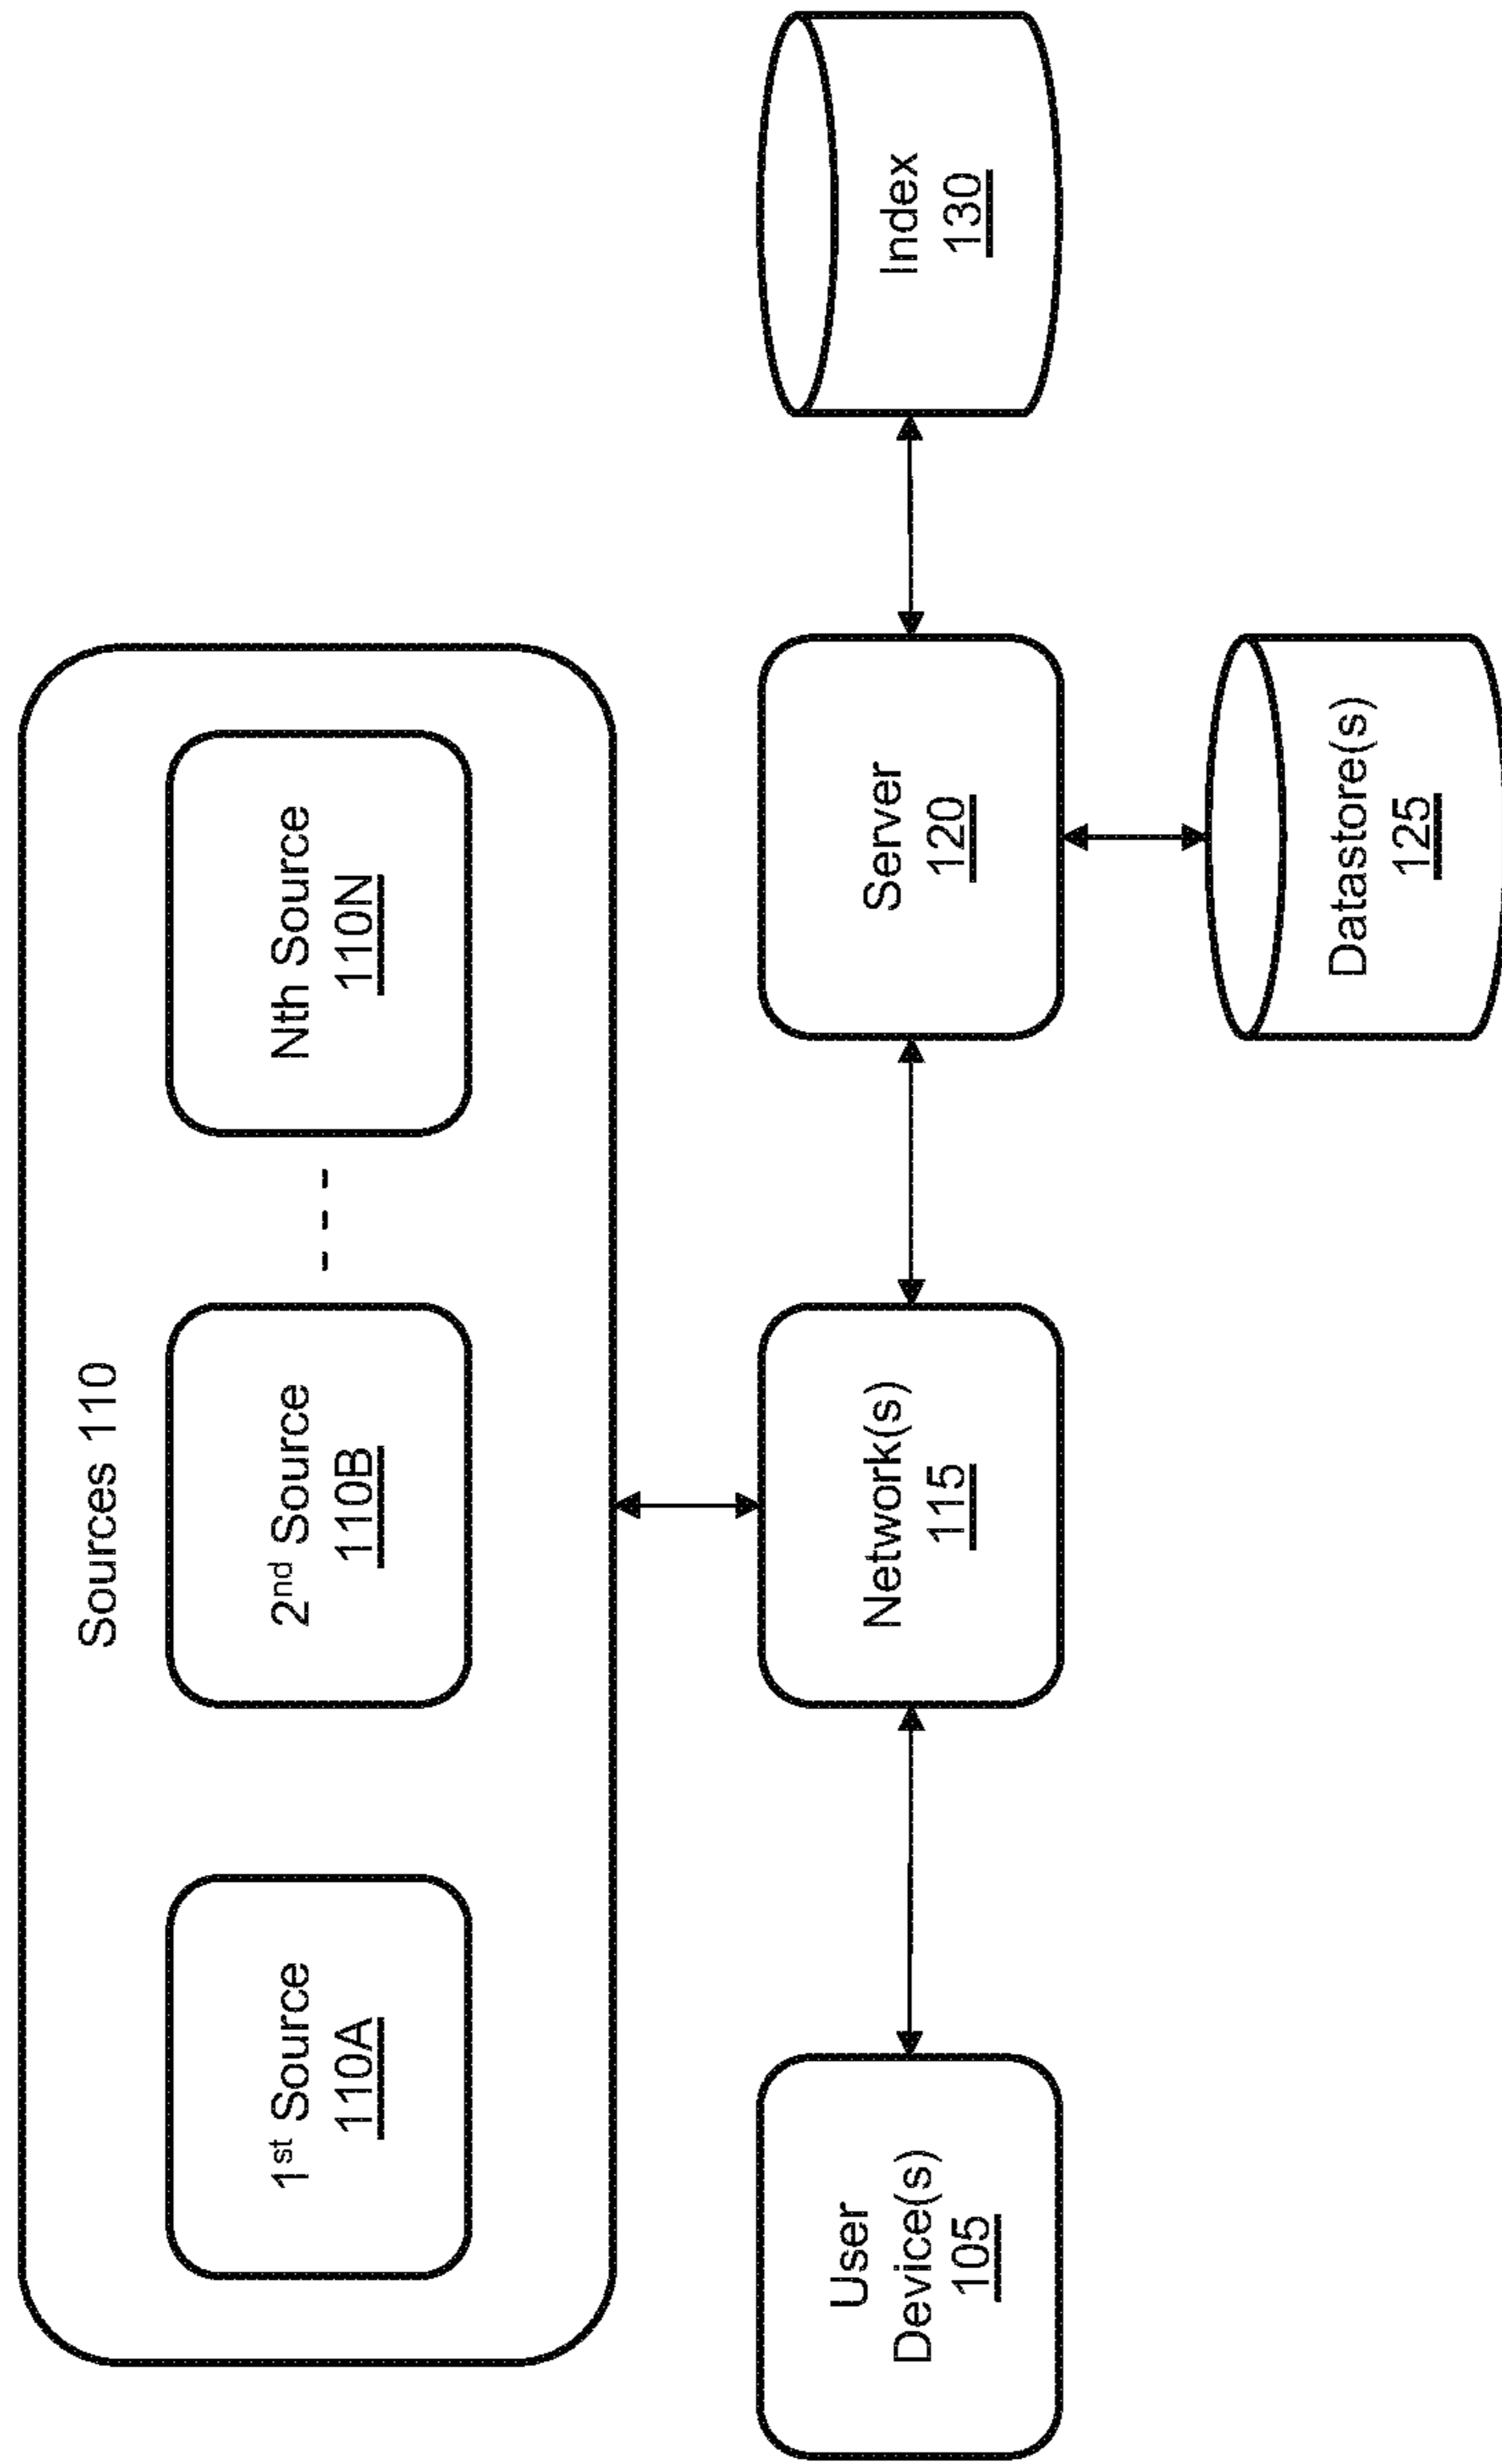 Sources 110
1st Source
110A
2nd Source
110B
Nth Source
110N
User
Device(s)
105
Network(s)
115
Server
120
Index
130
Datastore(s)
125